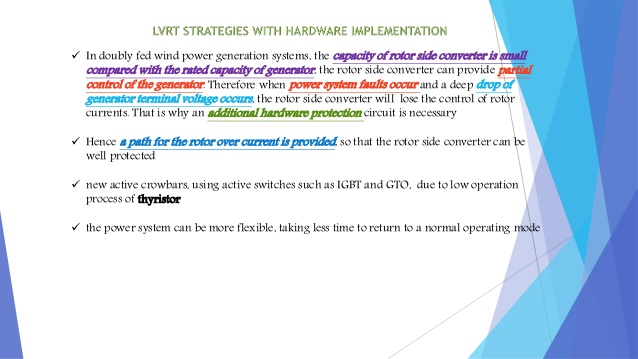 LVRT STRATEGIES WITH HARDWARE IMPLEMENTATION
✓ In doubly fed wind power generation systems, the capacity of rotor side converter is small
compared with the rated capacity of generator, the rotor side converter can provide partial
control of the generator. Therefore when power system faults occur and a deep drop of
generator terminal voltage occurs, the rotor side converter will lose the control of rotor
currents. That is why an additional hardware protection circuit is necessary
✓ Hence a path for the rotor over current is provided, so that the rotor side converter can be
well protected
✓ new active crowbars, using active switches such as IGBT and GTO, due to low operation
process of thyristor
✓ the power system can be more flexible, taking less time to return to a normal operating mode